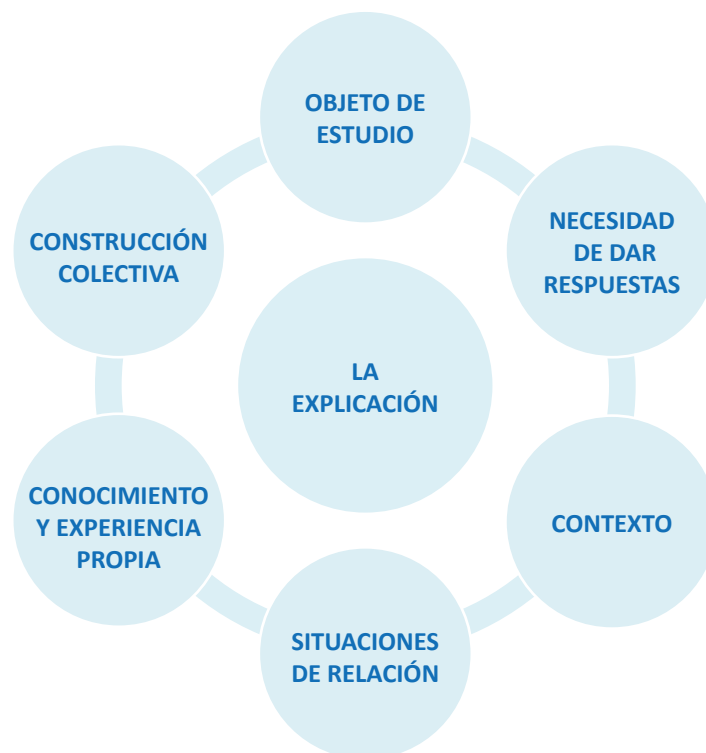 OBJETO DE
ESTUDIO
NECESIDAD
DE DAR
RESPUESTAS
CONTEXTO
SITUACIONES
DE RELACIÓN
CONOCIMIENTO
Y EXPERIENCIA
PROPIA
CONSTRUCCIÓN
COLECTIVA
LA
EXPLICACIÓN